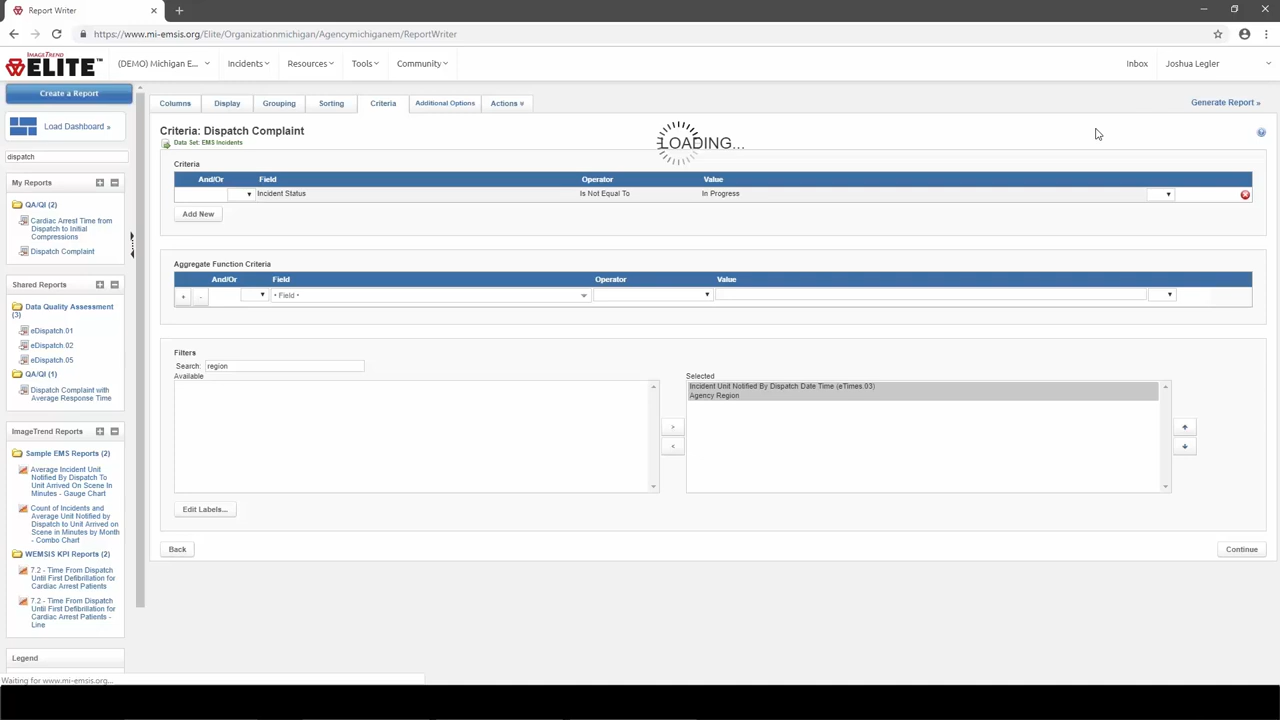 Report Writer
https://www.mi-emsis.org/Elite/Organizationmichigan/Agencymichiganem/ReportWriter
IMAGETREND
ELITE™
(DEMO) Michigan E...
Incidents
Resources
Tools
Community
Inbox
Joshua Legler
Create a Report
Load Dashboard »
dispatch
My Reports
QA/QI (2)
Cardiac Arrest Time from
Dispatch to Initial
Compressions
Dispatch Complaint
Shared Reports
Data Quality Assessment
(3)
eDispatch.01
eDispatch.02
eDispatch.05
QA/QI (1)
Dispatch Complaint with
Average Response Time
ImageTrend Reports
Sample EMS Reports (2)
Average Incident Unit
Notified By Dispatch To
Unit Arrived On Scene In
Minutes - Gauge Chart
Count of Incidents and
Average Unit Notified by
Dispatch to Unit Arrived on
Scene in Minutes by Month
- Combo Chart
WEMSIS KPI Reports (2)
7.2 - Time From Dispatch
Until First Defibrillation for
Cardiac Arrest Patients
7.2 - Time From Dispatch
Until First Defibrillation for
Cardiac Arrest Patients -
Line
Legend
Waiting for www.mi-emsis.org...
Columns
Display
Grouping
Sorting
Criteria
Additional Options
Actions
Generate Report »
Criteria: Dispatch Complaint
Data Set: EMS Incidents
LOADING...
Criteria
And/Or Field Operator Value
Incident Status Is Not Equal To In Progress
Add New
Aggregate Function Criteria
And/Or Field Operator Value
+ - • Field •
Filters
Search: region
Available
Selected
Incident Unit Notified By Dispatch Date Time (eTimes.03)
Agency Region
>
<
Edit Labels...
Back
Continue